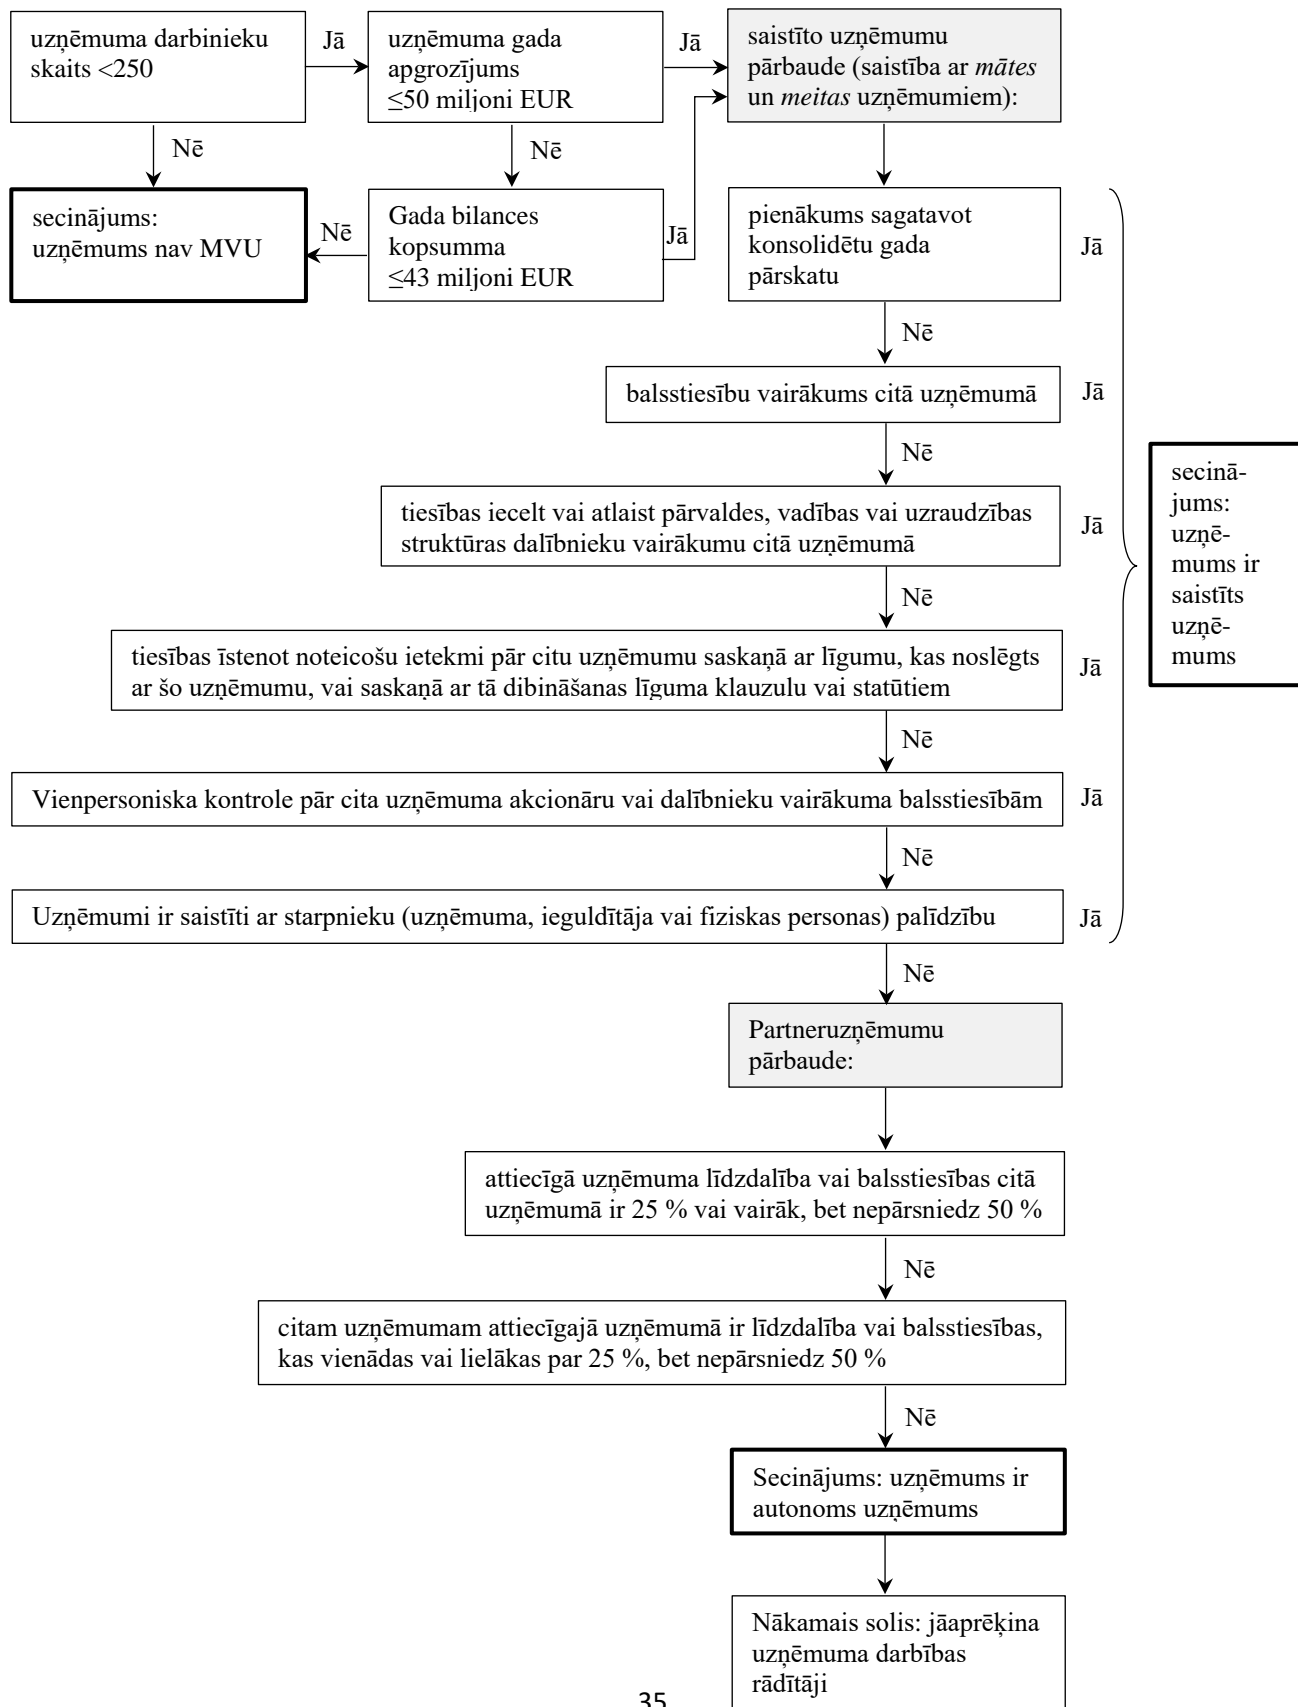 uzņēmuma darbinieku
skaits <250
Jā
uzņēmuma gada
apgrozījums
≤50 miljoni EUR
Jā
saistīto uzņēmumu
pārbaude (saistība ar mātes
un meitas uzņēmumiem):
Nē
Nē
secinājums:
uzņēmums nav MVU
Nē
Gada bilances
kopsumma
≤43 miljoni EUR
Jā
pienākums sagatavot
konsolidētu gada
pārskatu
Jā
Nē
balsstiesību vairākums citā uzņēmumā
Jā
Nē
tiesības iecelt vai atlaist pārvaldes, vadības vai uzraudzības
struktūras dalībnieku vairākumu citā uzņēmumā
Jā
secinā-
jums:
uzņē-
mums ir
saistīts
uzņē-
mums
Nē
tiesības īstenot noteicošu ietekmi pār citu uzņēmumu saskaņā ar līgumu, kas noslēgts
ar šo uzņēmumu, vai saskaņā ar tā dibināšanas līguma klauzulu vai statūtiem
Jā
Nē
Vienpersoniska kontrole pār cita uzņēmuma akcionāru vai dalībnieku vairākuma balsstiesībām
Jā
Nē
Uzņēmumi ir saistīti ar starpnieku (uzņēmuma, ieguldītāja vai fiziskas personas) palīdzību
Jā
Nē
Partneruzņēmumu
pārbaude:
attiecīgā uzņēmuma līdzdalība vai balsstiesības citā
uzņēmumā ir 25 % vai vairāk, bet nepārsniedz 50 %
Nē
citam uzņēmumam attiecīgajā uzņēmumā ir līdzdalība vai balsstiesības,
kas vienādas vai lielākas par 25 %, bet nepārsniedz 50 %
Nē
Secinājums: uzņēmums ir
autonoms uzņēmums
Nākamais solis: jāaprēķina
uzņēmuma darbības
rādītāji
35